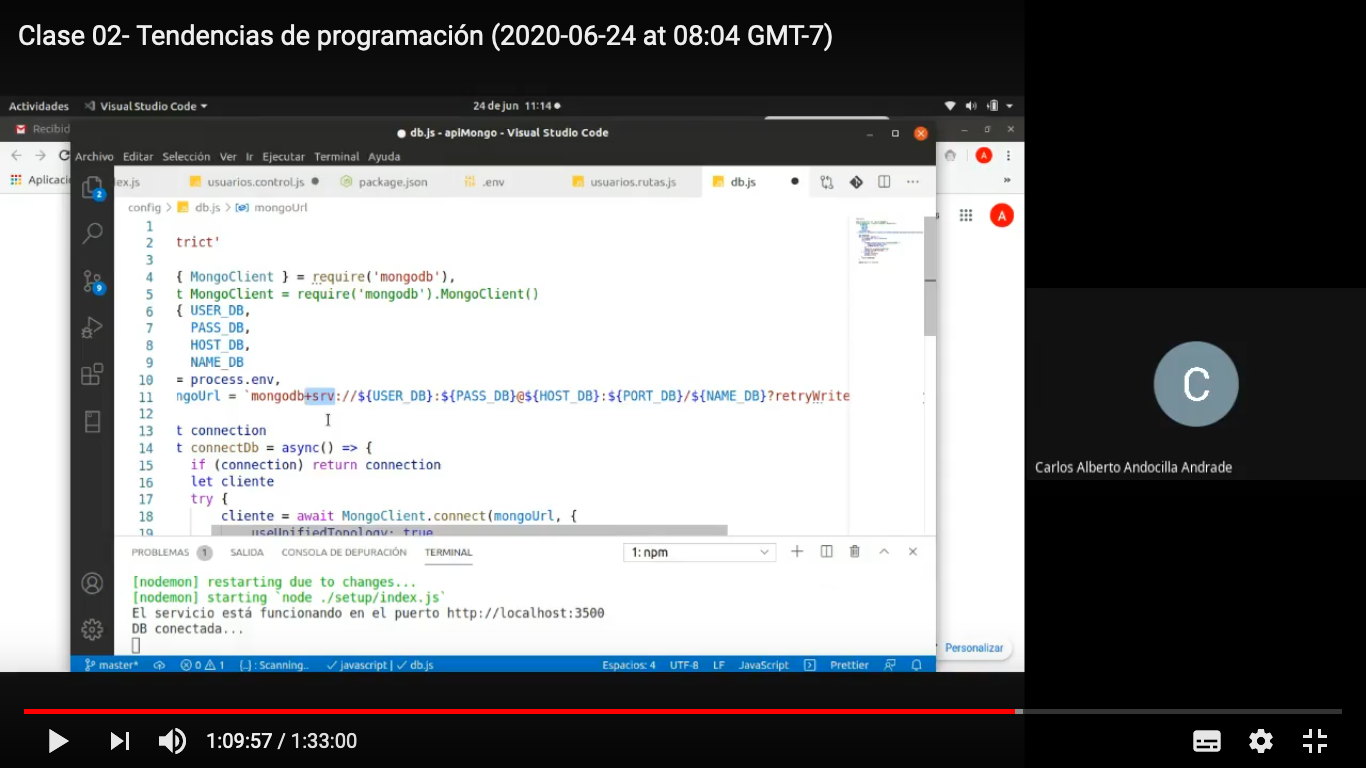 Clase 02- Tendencias de programación (2020-06-24 at 08:04 GMT-7)
Actividades Visual Studio Code 24 de jun 11:14
Recibid
db.js - apiMongo - Visual Studio Code
Archivo Editar Selección Ver Ir Ejecutar Terminal Ayuda
A
Aplicaci
ex.js usuarios.control.js package.json .env usuarios.rutas.js db.js
2
config > db.js > mongoUrl
A
1
2 trict'
3
4 { MongoClient } = require('mongodb'),
5 t MongoClient = require('mongodb').MongoClient()
6 { USER_DB,
7 PASS_DB,
8 HOST_DB,
9 NAME_DB
10 = process.env,
11 ngoUrl = `mongodb+srv://${USER_DB}:${PASS_DB}@${HOST_DB}:${PORT_DB}/${NAME_DB}?retryWrite
12
13 t connection
14 t connectDb = async() => {
15 if (connection) return connection
16 let cliente
17 try {
18 cliente = await MongoClient.connect(mongoUrl, {
19 useUnifiedTopology: true
9
C
Carlos Alberto Andocilla Andrade
PROBLEMAS 1 SALIDA CONSOLA DE DEPURACIÓN TERMINAL 1: npm
[nodemon] restarting due to changes...
[nodemon] starting `node ./setup/index.js`
El servicio está funcionando en el puerto http://localhost:3500
DB conectada...
Personalizar
master* 0 1 {..} : Scanning.. javascript | db.js Espacios: 4 UTF-8 LF JavaScript Prettier
1:09:57 / 1:33:00